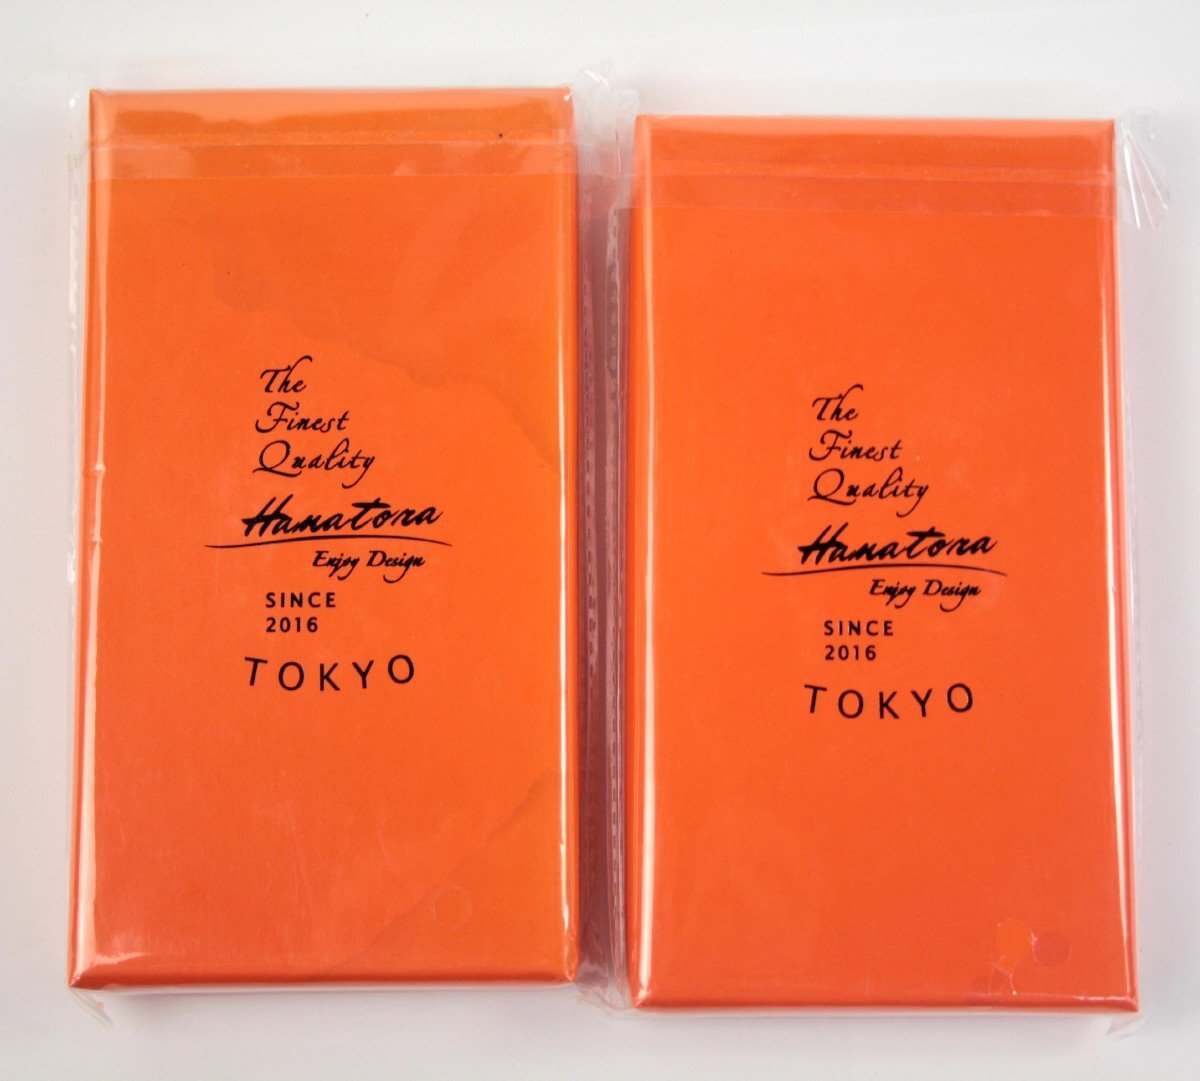 The
Finest
Quality
Hanatora
Enjoy Design
SINCE
2016
TOKYO
The
Finest
Quality
Hanatora
Enjoy Design
SINCE
2016
TOKYO